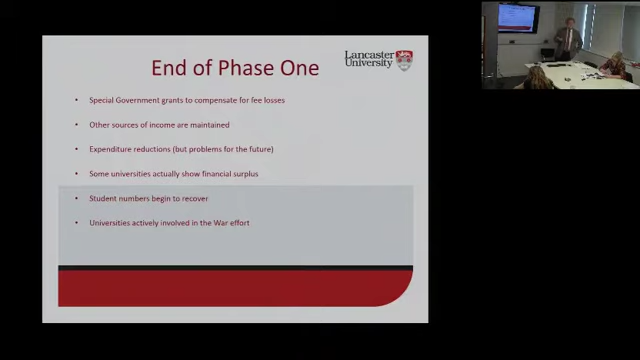 End of Phase One
Lancaster
University
Special Government grants to compensate for fee losses
Other sources of income are maintained
Expenditure reductions (but problems for the future)
Some universities actually show financial surplus
Student numbers begin to recover
Universities actively involved in the War effort